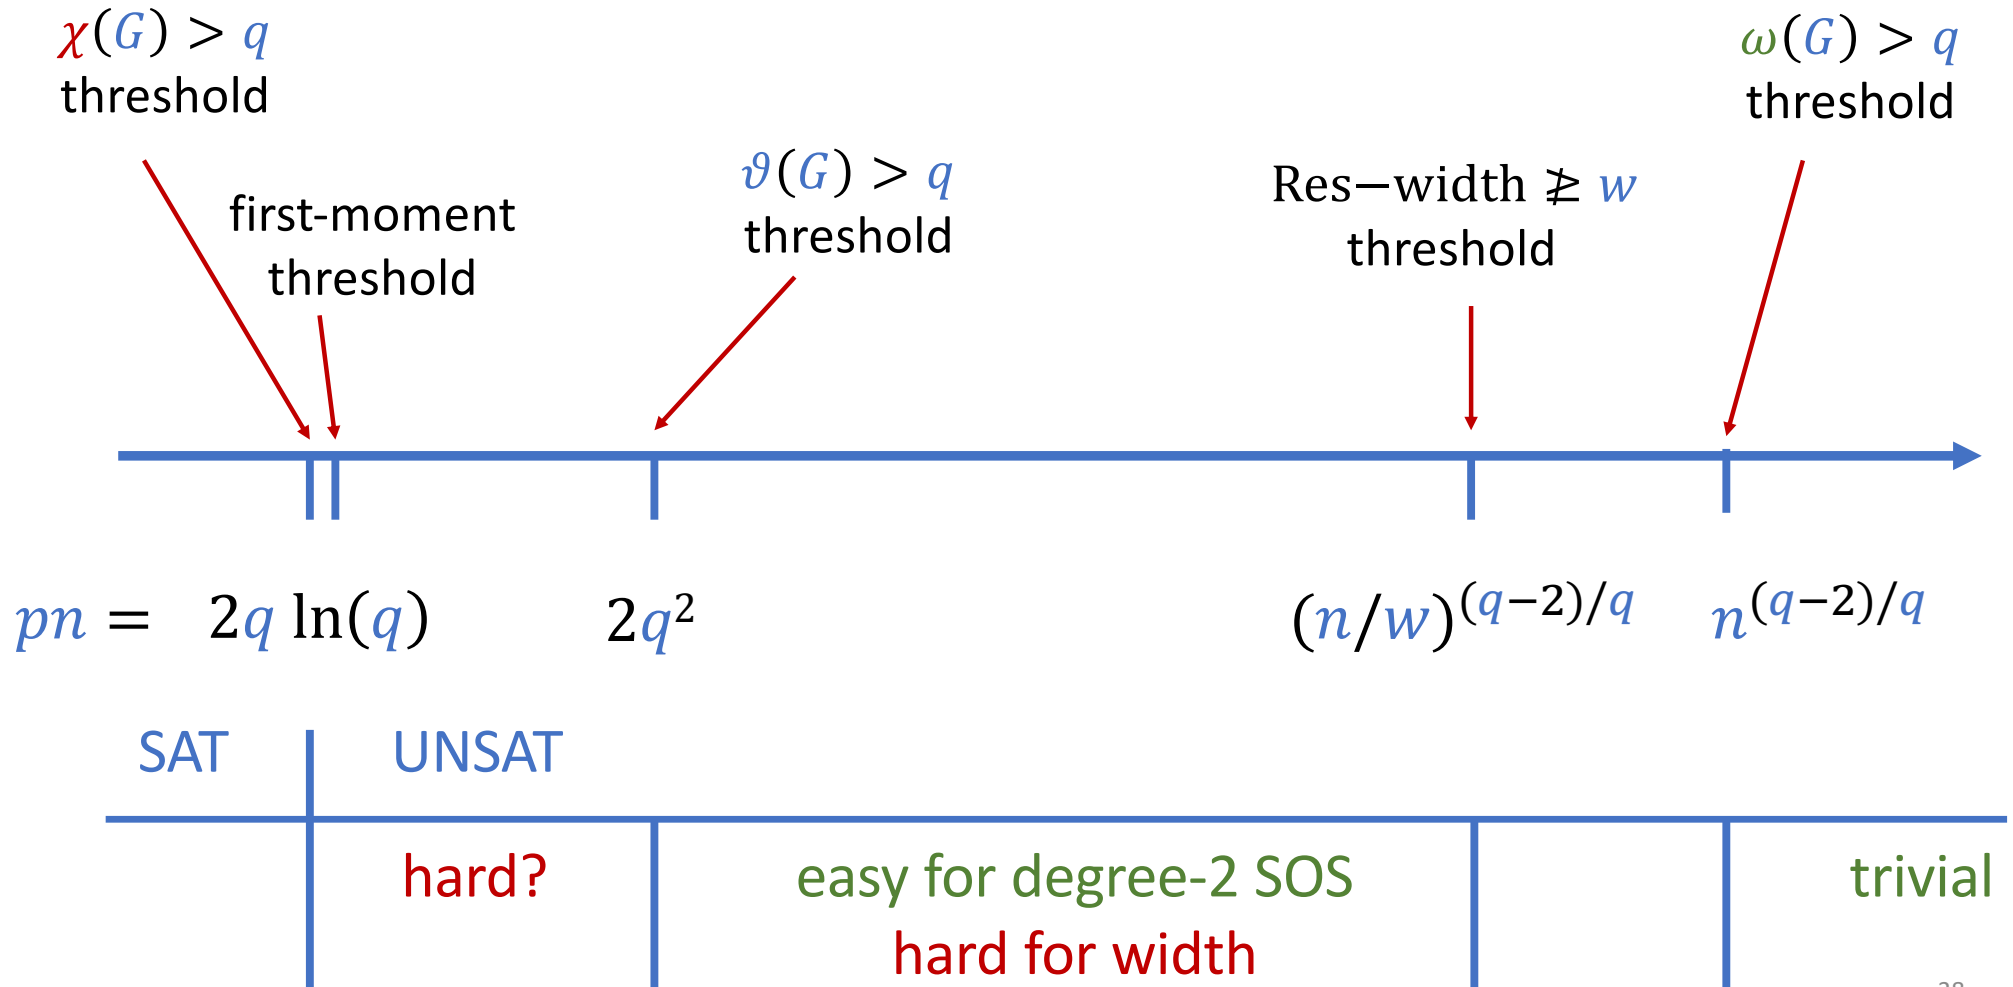 χ(G) > q
threshold
first-moment
threshold
ϑ(G) > q
threshold
Res–width ≱ w
threshold
ω(G) > q
threshold
pn = 2q ln(q) 2q² (n/w)^(q−2)/q n^(q−2)/q
SAT UNSAT
hard? easy for degree-2 SOS trivial
hard for width